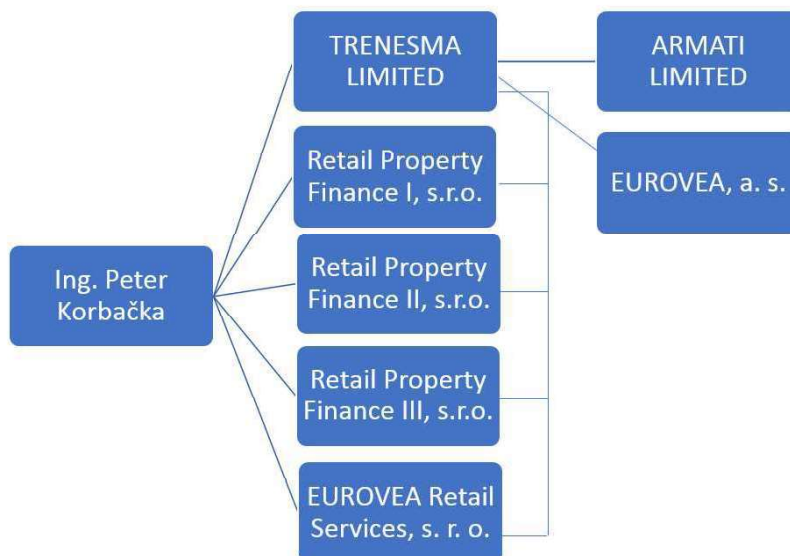 TRENESMA
LIMITED
ARMATI
LIMITED
Retail Property
Finance I, s.r.o.
EUROVEA, a. s.
Ing. Peter
Korbačka
Retail Property
Finance II, s.r.o.
Retail Property
Finance III, s.r.o.
EUROVEA Retail
Services, s. r. o.